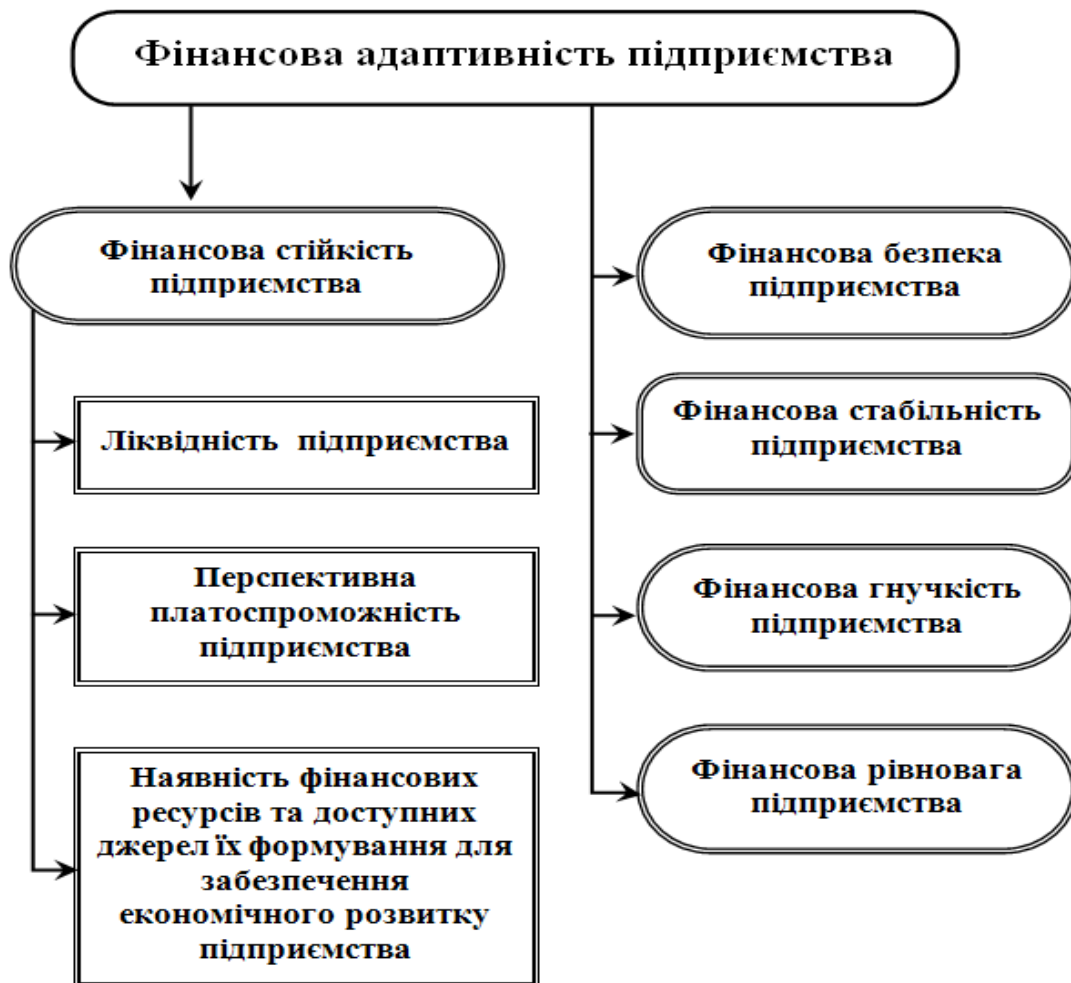 Фінансова адаптивність підприємства
Фінансова стійкість
підприємства
Ліквідність підприємства
Перспективна
платоспроможність
підприємства
Наявність фінансових
ресурсів та доступних
джерел їх формування для
забезпечення
економічного розвитку
підприємства
Фінансова безпека
підприємства
Фінансова стабільність
підприємства
Фінансова гнучкість
підприємства
Фінансова рівновага
підприємства